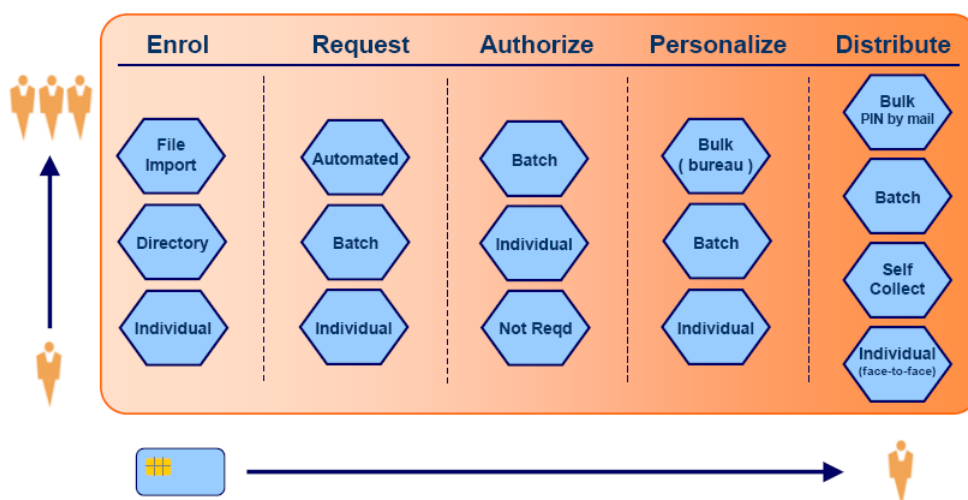 Enrol
Request
Authorize
Personalize
Distribute
File
Import
Directory
Individual
Automated
Batch
Individual
Batch
Individual
Not Reqd
Bulk
( bureau )
Batch
Individual
Bulk
PIN by mail
Batch
Self
Collect
Individual
(face-to-face)